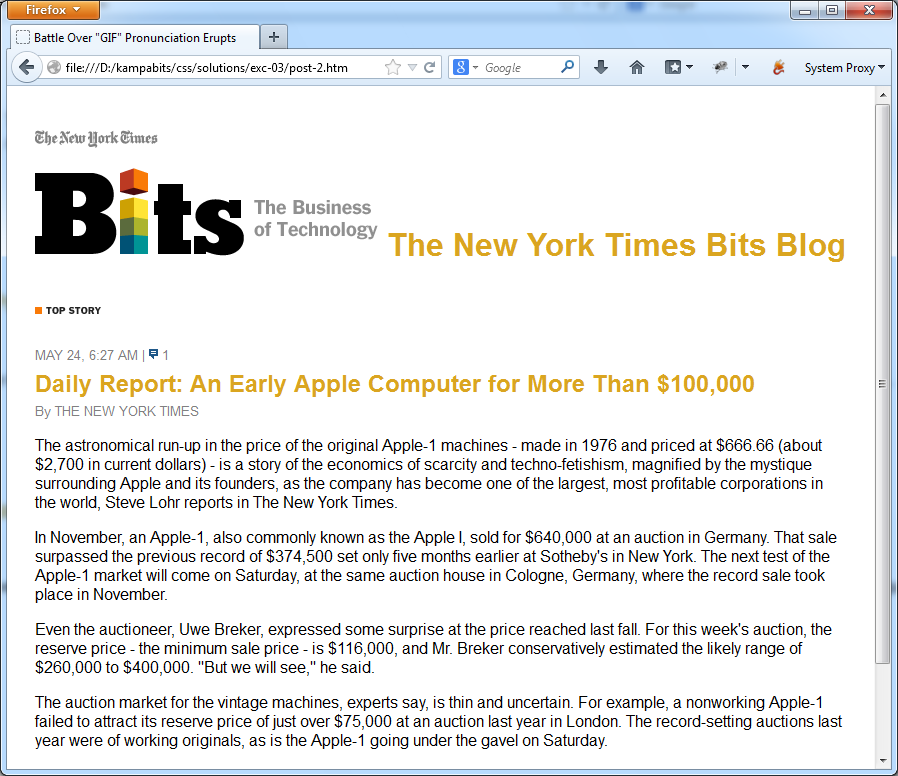 Firefox
Battle Over "GIF" Pronunciation Erupts
file:///D:/kampabits/css/solutions/exc-03/post-2.htm
8
Google
System Proxy
The New York Times
Bits
The Business
of Technology
The New York Times Bits Blog
TOP STORY
MAY 24, 6:27 AM | 1
Daily Report: An Early Apple Computer for More Than $100,000
By THE NEW YORK TIMES
The astronomical run-up in the price of the original Apple-1 machines - made in 1976 and priced at $666.66 (about
$2,700 in current dollars) - is a story of the economics of scarcity and techno-fetishism, magnified by the mystique
surrounding Apple and its founders, as the company has become one of the largest, most profitable corporations in
the world, Steve Lohr reports in The New York Times.
In November, an Apple-1, also commonly known as the Apple I, sold for $640,000 at an auction in Germany. That sale
surpassed the previous record of $374,500 set only five months earlier at Sotheby's in New York. The next test of the
Apple-1 market will come on Saturday, at the same auction house in Cologne, Germany, where the record sale took
place in November.
Even the auctioneer, Uwe Breker, expressed some surprise at the price reached last fall. For this week's auction, the
reserve price - the minimum sale price - is $116,000, and Mr. Breker conservatively estimated the likely range of
$260,000 to $400,000. "But we will see," he said.
The auction market for the vintage machines, experts say, is thin and uncertain. For example, a nonworking Apple-1
failed to attract its reserve price of just over $75,000 at an auction last year in London. The record-setting auctions last
year were of working originals, as is the Apple-1 going under the gavel on Saturday.